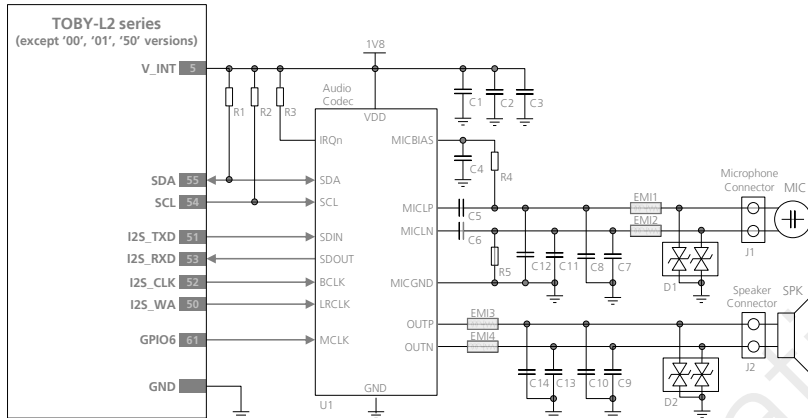 TOBY-L2 series
(except ‘00’, ‘01’, ‘50’ versions)
1V8
V_INT 5
Audio
Codec
R1 R2 R3
VDD
C1 C2 C3
IRQn
MICBIAS
C4
R4
Microphone
Connector
MIC
SDA 55
SDA
SCL 54
SCL
MICLP
C5
EMI1
MICLN
C6
EMI2
J1
I2S_TXD 51
SDIN
I2S_RXD 53
SDOUT
R5
C12 C11 C8 C7
D1
I2S_CLK 52
BCLK
MICGND
Speaker
Connector
SPK
I2S_WA 50
LRCLK
OUTP
EMI3
GPIO6 61
MCLK
OUTN
EMI4
J2
C14 C13 C10 C9
D2
GND
GND
U1